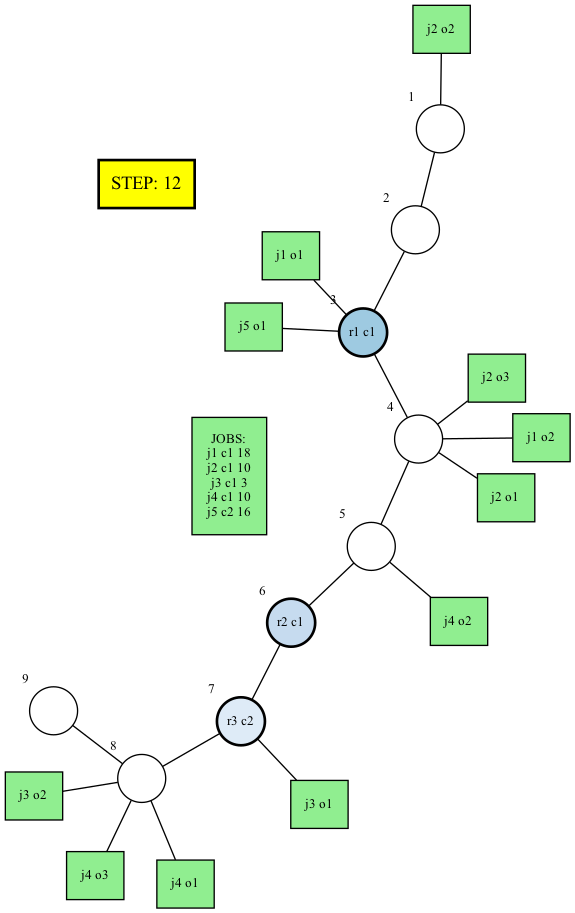 j2 o2
1
STEP: 12
2
j1 o1
3
j5 o1
r1 c1
j2 o3
4
j1 o2
JOBS:
j1 c1 18
j2 c1 10
j3 c1 3
j4 c1 10
j5 c2 16
j2 o1
5
6
r2 c1
j4 o2
9
7
r3 c2
8
j3 o2
j3 o1
j4 o3
j4 o1